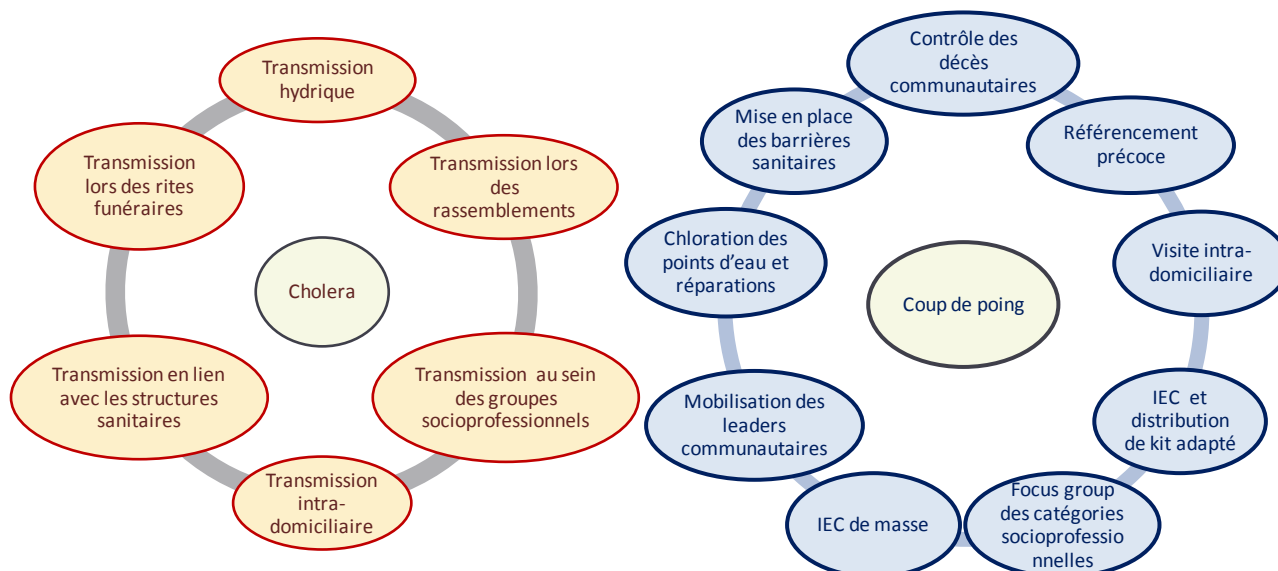 Transmission
hydrique
Transmission lors
des
rassemblements
Transmission  au sein
des groupes
socioprofessionnels
Transmission
intra-
domiciliaire
Transmission en lien
avec les structures
sanitaires
Transmission
lors des rites
funéraires
Cholera
Contrôle des
décès
communautaires
Référencement
précoce
Visite intra-
domiciliaire
IEC  et
distribution
de kit adapté
Focus group
des catégories
socioprofessio
nnelles
IEC de masse
Mobilisation des
leaders
communautaires
Chloration des
points d'eau et
réparations
Mise en place
des barrières
sanitaires
Coup de poing